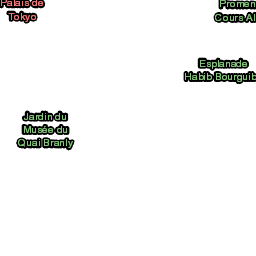 Palais de
Tokyo
Promen
Cours Al
Esplanade
Habib Bourguib
Jardin du
Musée du
Quai Branly